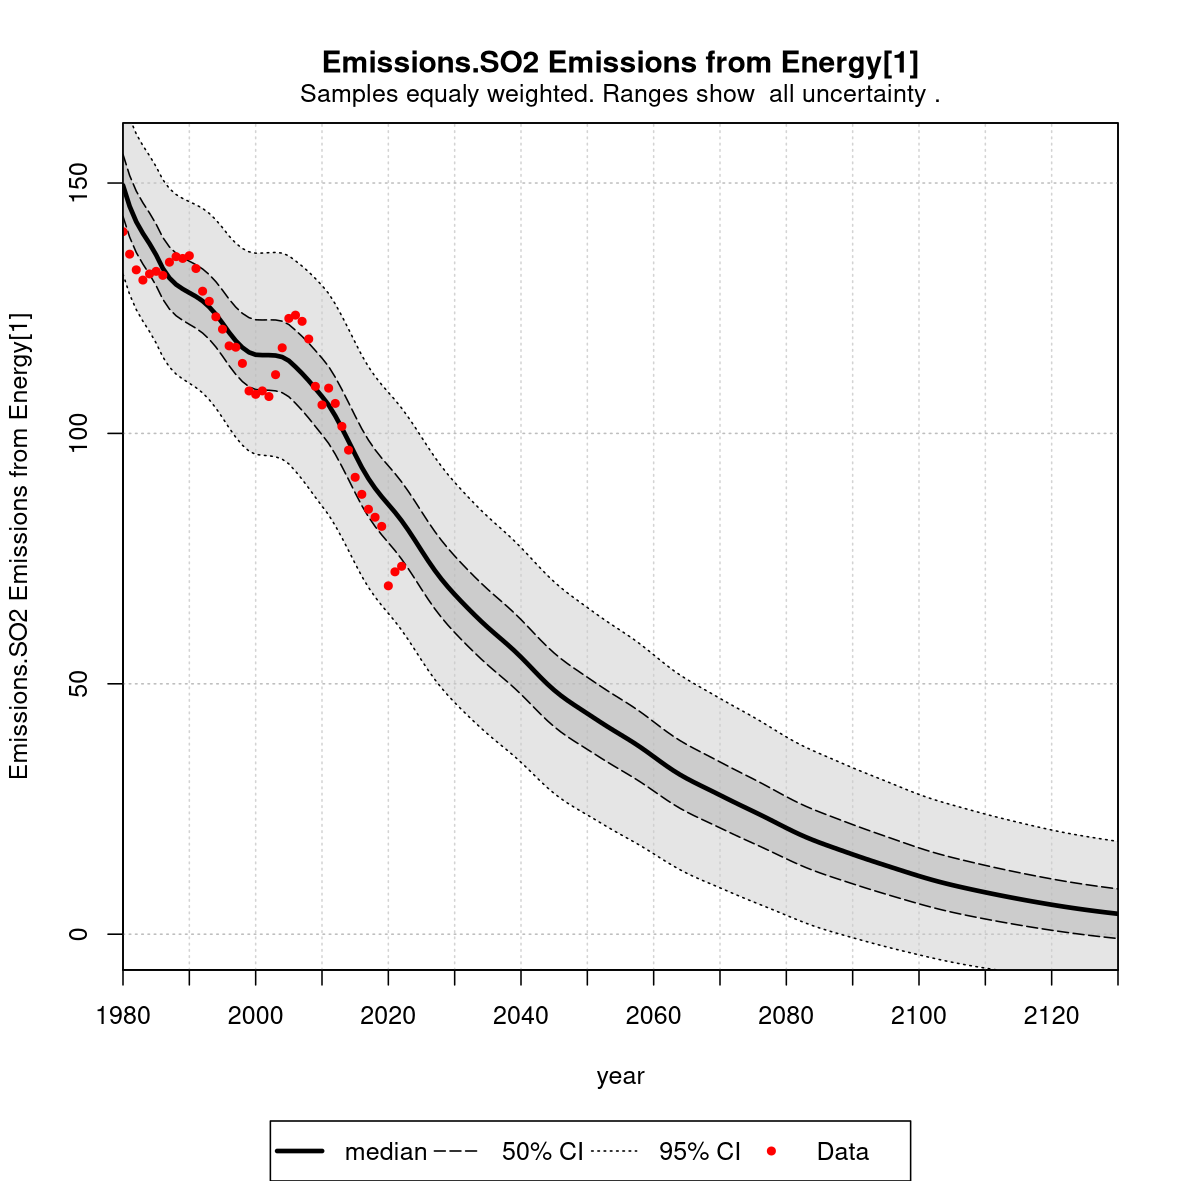 Emissions.SO2 Emissions from Energy[1]
Samples equaly weighted. Ranges show  all uncertainty .
Emissions.SO2 Emissions from Energy[1]
150
100
50
0
1980 2000 2020 2040 2060 2080 2100 2120
year
median 50% CI 95% CI Data